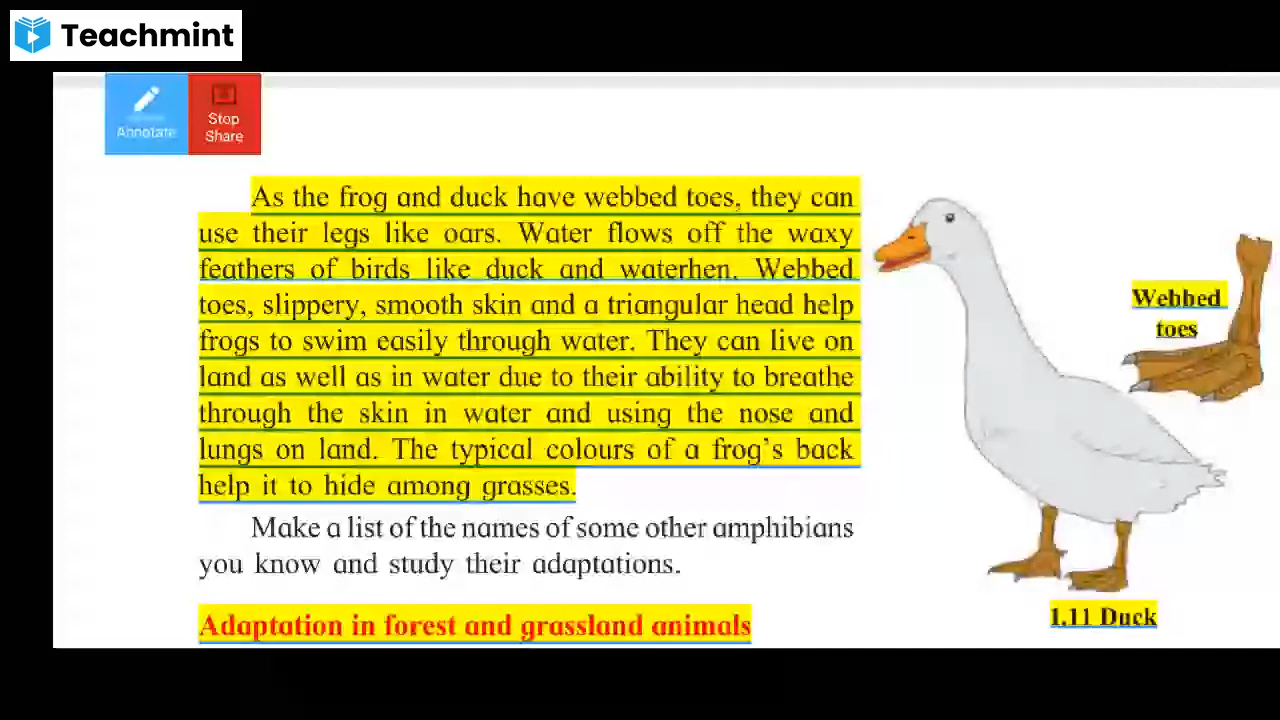 Teachmint
Annotate
Stop
Share
As the frog and duck have webbed toes, they can
use their legs like oars. Water flows off the waxy
feathers of birds like duck and waterhen. Webbed
toes, slippery, smooth skin and a triangular head help
frogs to swim easily through water. They can live on
land as well as in water due to their ability to breathe
through the skin in water and using the nose and
lungs on land. The typical colours of a frog's back
help it to hide among grasses.
Make a list of the names of some other amphibians
you know and study their adaptations.
Adaptation in forest and grassland animals
Webbed
toes
1.11 Duck